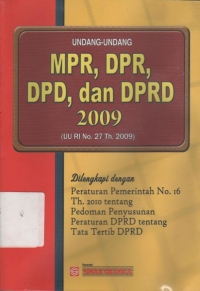 UNDANG-UNDANG
MPR, DPR,
DPD, dan DPRD
2009
(UU RI No. 27 Th. 2009)
Dilengkapi dengan
Peraturan Pemerintah No. 16
Th. 2010 tentang
Pedoman Penyusunan
Peraturan DPRD tentang
Tata Tertib DPRD